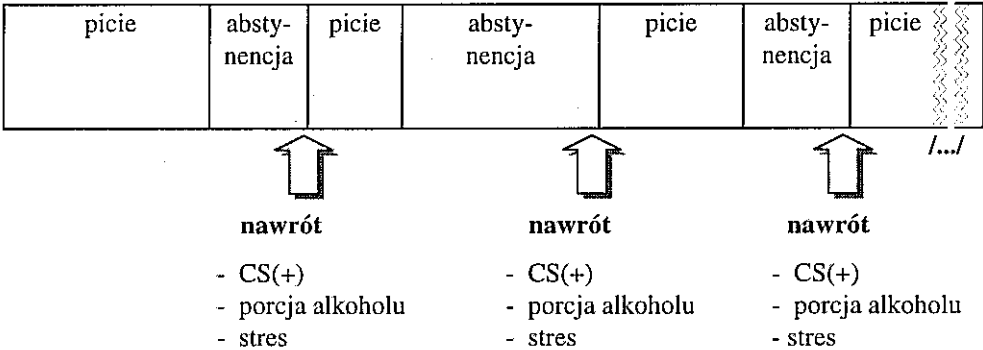 picie
absty-
nencja
picie
absty-
nencja
picie
absty-
nencja
picie
/.../
nawrót
nawrót
nawrót
- CS(+)
- porcja alkoholu
- stres
- CS(+)
- porcja alkoholu
- stres
- CS(+)
- porcja alkoholu
- stres